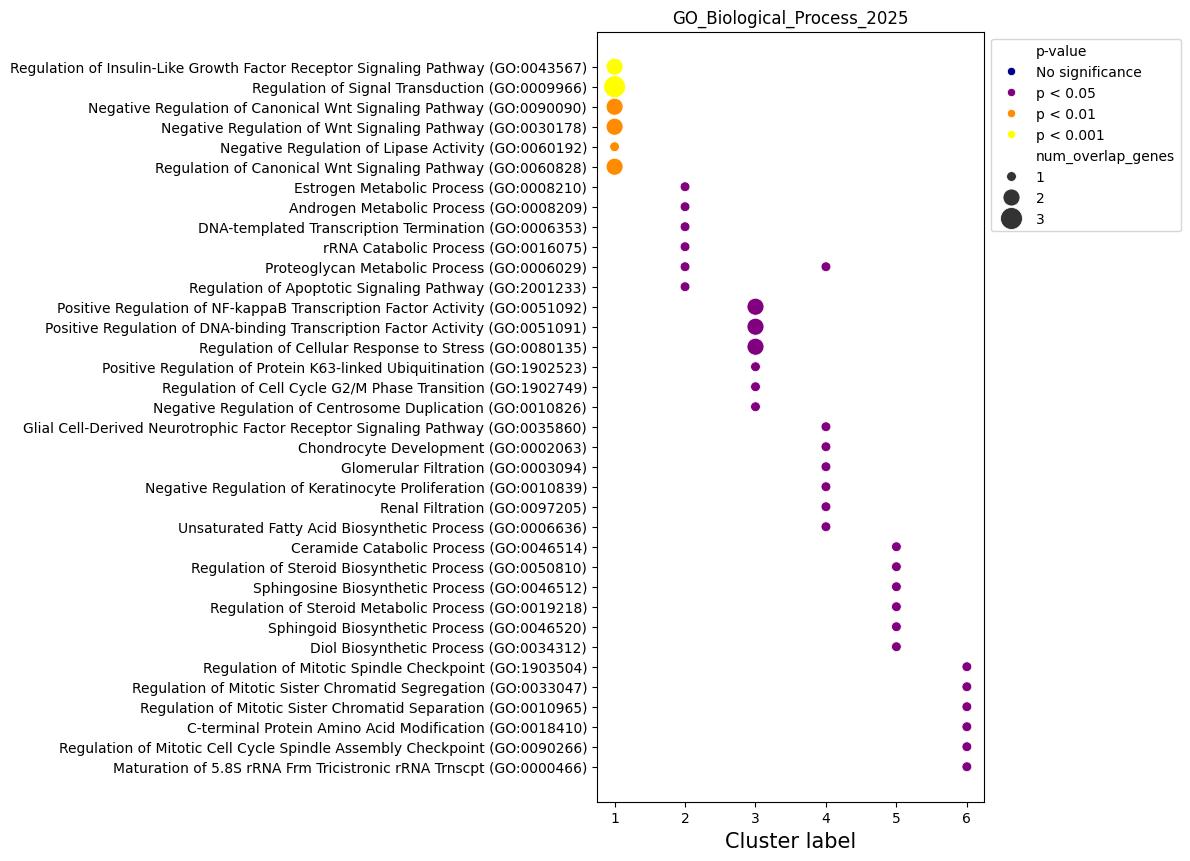 GO_Biological_Process_2025
Regulation of Insulin-Like Growth Factor Receptor Signaling Pathway (GO:0043567)
Regulation of Signal Transduction (GO:0009966)
Negative Regulation of Canonical Wnt Signaling Pathway (GO:0090090)
Negative Regulation of Wnt Signaling Pathway (GO:0030178)
Negative Regulation of Lipase Activity (GO:0060192)
Regulation of Canonical Wnt Signaling Pathway (GO:0060828)
Estrogen Metabolic Process (GO:0008210)
Androgen Metabolic Process (GO:0008209)
DNA-templated Transcription Termination (GO:0006353)
rRNA Catabolic Process (GO:0016075)
Proteoglycan Metabolic Process (GO:0006029)
Regulation of Apoptotic Signaling Pathway (GO:2001233)
Positive Regulation of NF-kappaB Transcription Factor Activity (GO:0051092)
Positive Regulation of DNA-binding Transcription Factor Activity (GO:0051091)
Regulation of Cellular Response to Stress (GO:0080135)
Positive Regulation of Protein K63-linked Ubiquitination (GO:1902523)
Regulation of Cell Cycle G2/M Phase Transition (GO:1902749)
Negative Regulation of Centrosome Duplication (GO:0010826)
Glial Cell-Derived Neurotrophic Factor Receptor Signaling Pathway (GO:0035860)
Chondrocyte Development (GO:0002063)
Glomerular Filtration (GO:0003094)
Negative Regulation of Keratinocyte Proliferation (GO:0010839)
Renal Filtration (GO:0097205)
Unsaturated Fatty Acid Biosynthetic Process (GO:0006636)
Ceramide Catabolic Process (GO:0046514)
Regulation of Steroid Biosynthetic Process (GO:0050810)
Sphingosine Biosynthetic Process (GO:0046512)
Regulation of Steroid Metabolic Process (GO:0019218)
Sphingoid Biosynthetic Process (GO:0046520)
Diol Biosynthetic Process (GO:0034312)
Regulation of Mitotic Spindle Checkpoint (GO:1903504)
Regulation of Mitotic Sister Chromatid Segregation (GO:0033047)
Regulation of Mitotic Sister Chromatid Separation (GO:0010965)
C-terminal Protein Amino Acid Modification (GO:0018410)
Regulation of Mitotic Cell Cycle Spindle Assembly Checkpoint (GO:0090266)
Maturation of 5.8S rRNA Frm Tricistronic rRNA Trnscpt (GO:0000466)
1 2 3 4 5 6
Cluster label
p-value
No significance
p < 0.05
p < 0.01
p < 0.001
num_overlap_genes
1
2
3